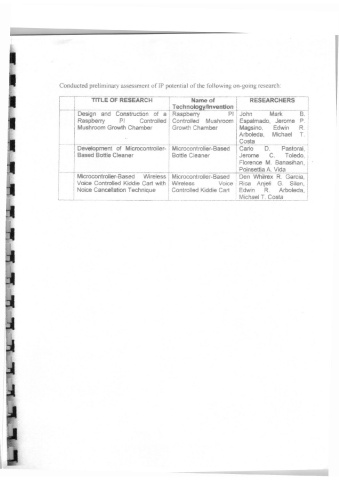 Conducted preliminary assessment of IP potential of the following on-going research:
TITLE OF RESEARCH
Name of
Technology/Invention
RESEARCHERS
Design and Construction of a
Raspberry PI Controlled
Mushroom Growth Chamber
Raspberry PI
Controlled Mushroom
Growth Chamber
John Mark B.
Espalmado, Jerome P.
Magsino, Edwin R.
Arboleda, Michael T.
Costa
Development of Microcontroller-
Based Bottle Cleaner
Microcontroller-Based
Bottle Cleaner
Carlo D. Pastoral,
Jerome C. Toledo,
Florence M. Banasihan,
Poinsettia A. Vida
Microcontroller-Based Wireless
Voice Controlled Kiddie Cart with
Noice Cancellation Technique
Microcontroller-Based
Wireless Voice
Controlled Kiddie Cart
Den Whilrex R. Garcia,
Rica Anjeli G. Silan,
Edwin R. Arboleda,
Michael T. Costa